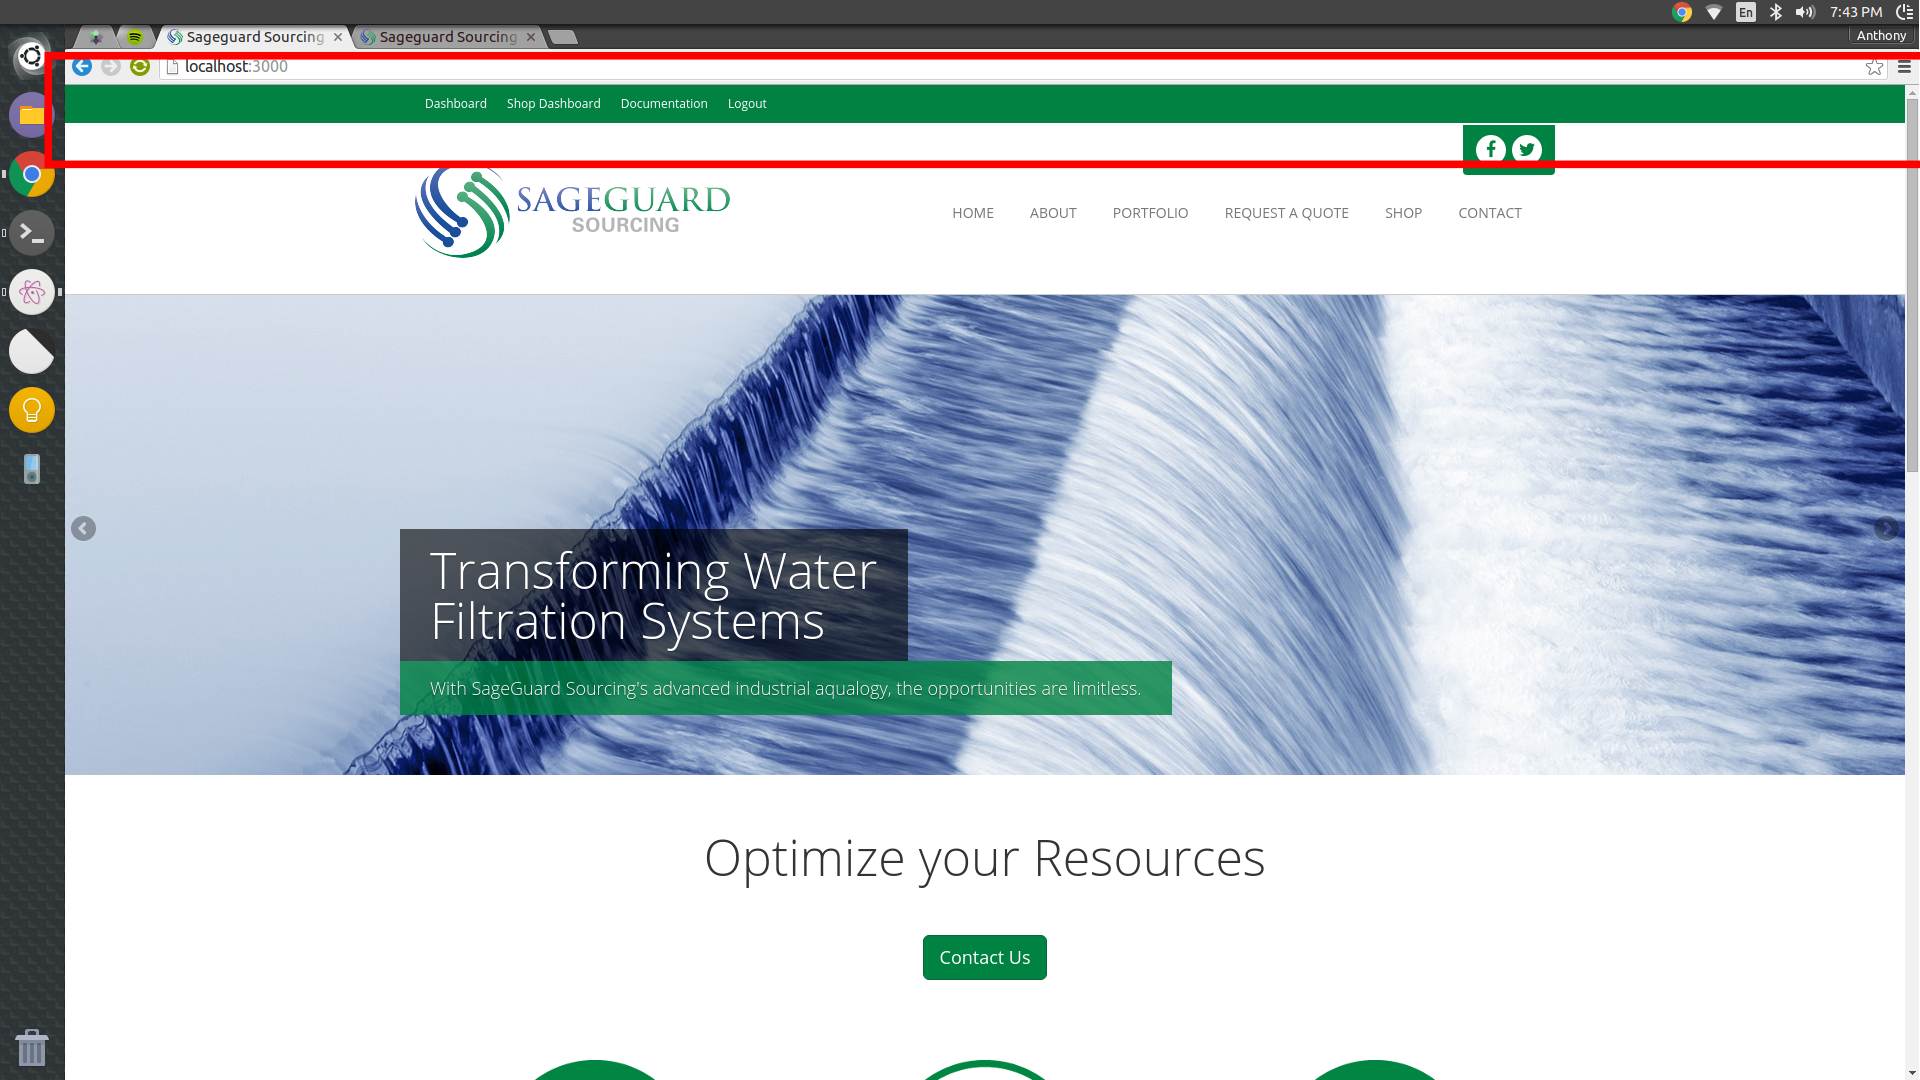 En 7:43 PM
Sageguard Sourcing Sageguard Sourcing Anthony
localhost:3000
Dashboard Shop Dashboard Documentation Logout
SAGEGUARD
SOURCING
HOME ABOUT PORTFOLIO REQUEST A QUOTE SHOP CONTACT
Transforming Water
Filtration Systems
With SageGuard Sourcing's advanced industrial aqualogy, the opportunities are limitless.
Optimize your Resources
Contact Us